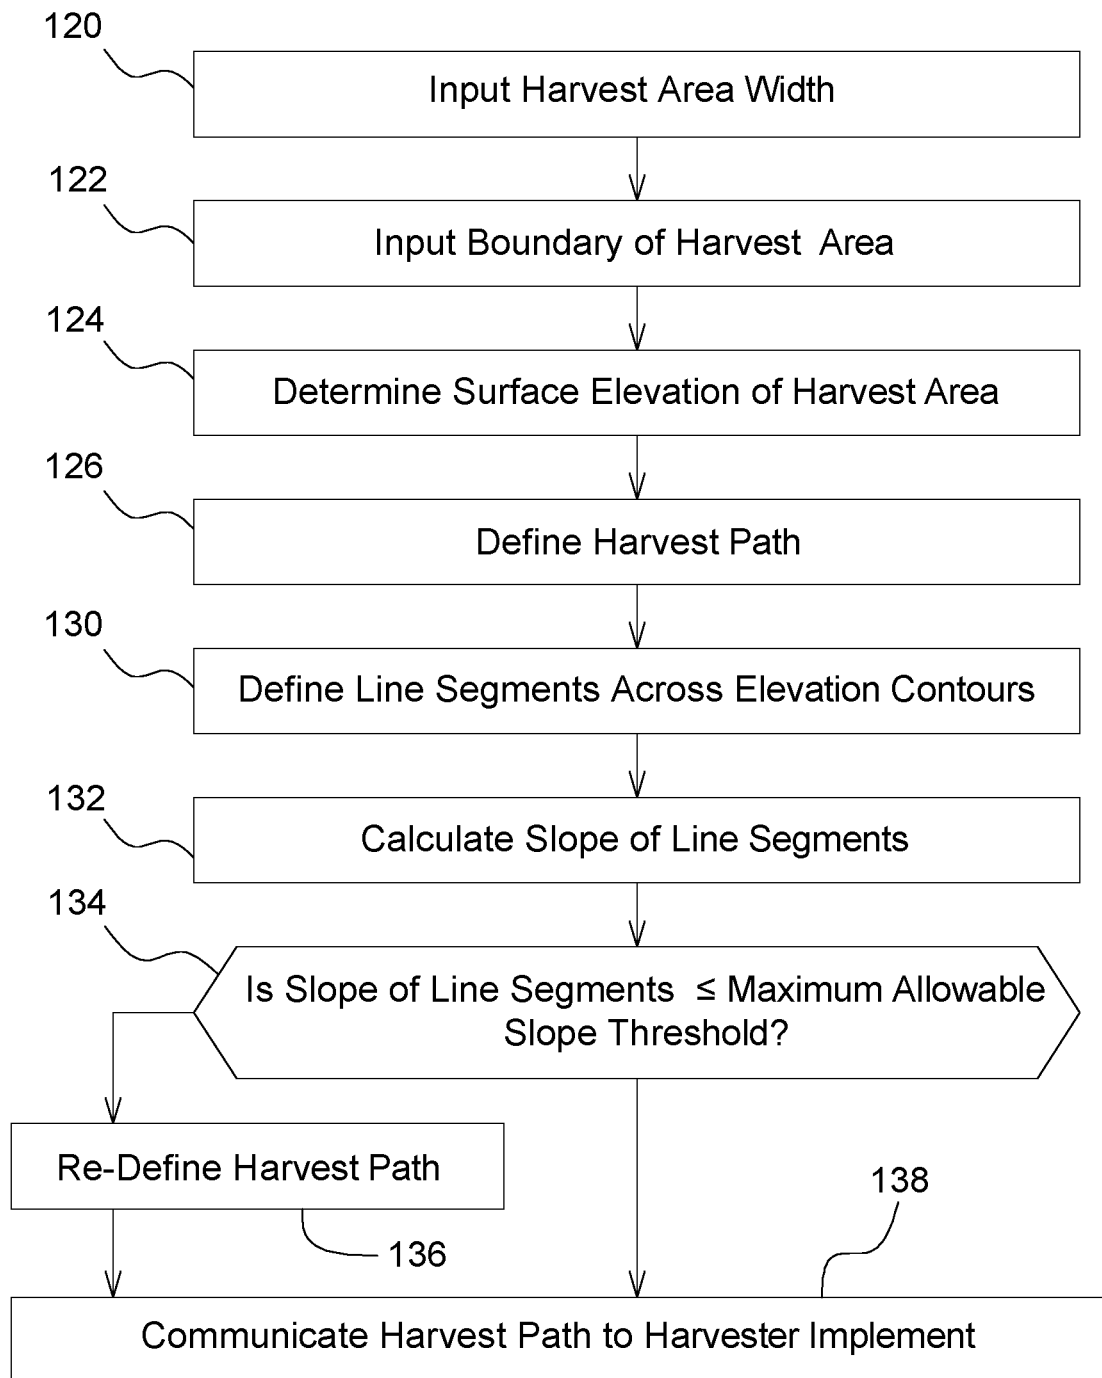 120
Input Harvest Area Width
122
Input Boundary of Harvest Area
124
Determine Surface Elevation of Harvest Area
126
Define Harvest Path
130
Define Line Segments Across Elevation Contours
132
Calculate Slope of Line Segments
134
Is Slope of Line Segments ≤ Maximum Allowable
Slope Threshold?
Re-Define Harvest Path
136
138
Communicate Harvest Path to Harvester Implement